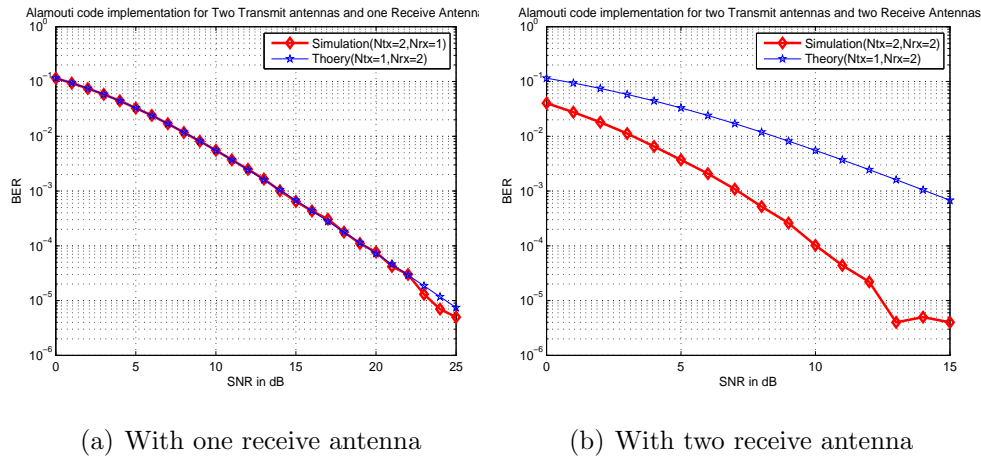 Alamouti code implementation for Two Transmit antennas and one Receive Antenna
10^0
10^-1
10^-2
10^-3
10^-4
10^-5
10^-6
BER
Simulation(Ntx=2,Nrx=1)
Thoery(Ntx=1,Nrx=2)
0 5 10 15 20 25
SNR in dB
(a) With one receive antenna
Alamouti code implementation for two Transmit antennas and two Receive Antennas
10^0
10^-1
10^-2
10^-3
10^-4
10^-5
10^-6
BER
Simulation(Ntx=2,Nrx=2)
Theory(Ntx=1,Nrx=2)
0 5 10 15
SNR in dB
(b) With two receive antenna